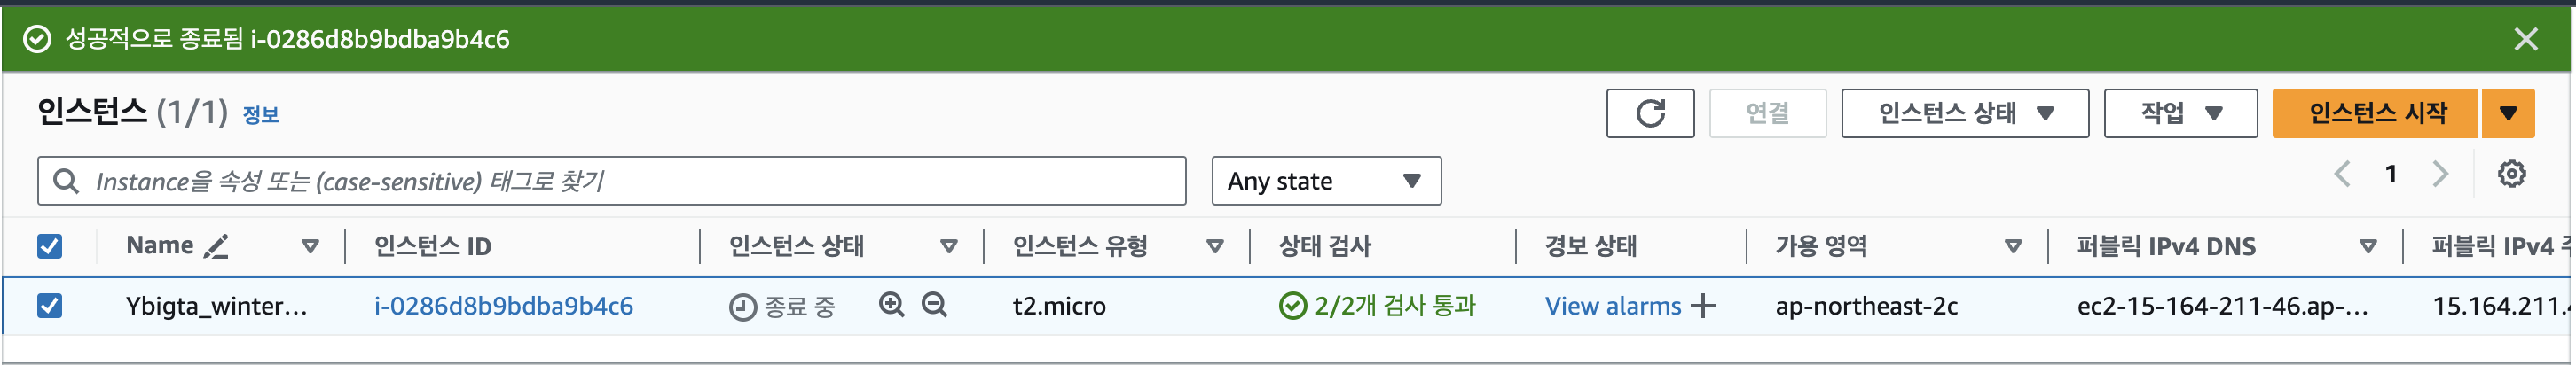 성공적으로 종료됨 i-0286d8b9bdba9b4c6
인스턴스 (1/1) 정보
연결
인스턴스 상태
작업
인스턴스 시작
Instance을 속성 또는 (case-sensitive) 태그로 찾기
Any state
1
Name 인스턴스 ID 인스턴스 상태 인스턴스 유형 상태 검사 경보 상태 가용 영역 퍼블릭 IPv4 DNS 퍼블릭 IPv4
Ybigta_winter... i-0286d8b9bdba9b4c6 종료 중 t2.micro 2/2개 검사 통과 View alarms + ap-northeast-2c ec2-15-164-211-46.ap-... 15.164.211.